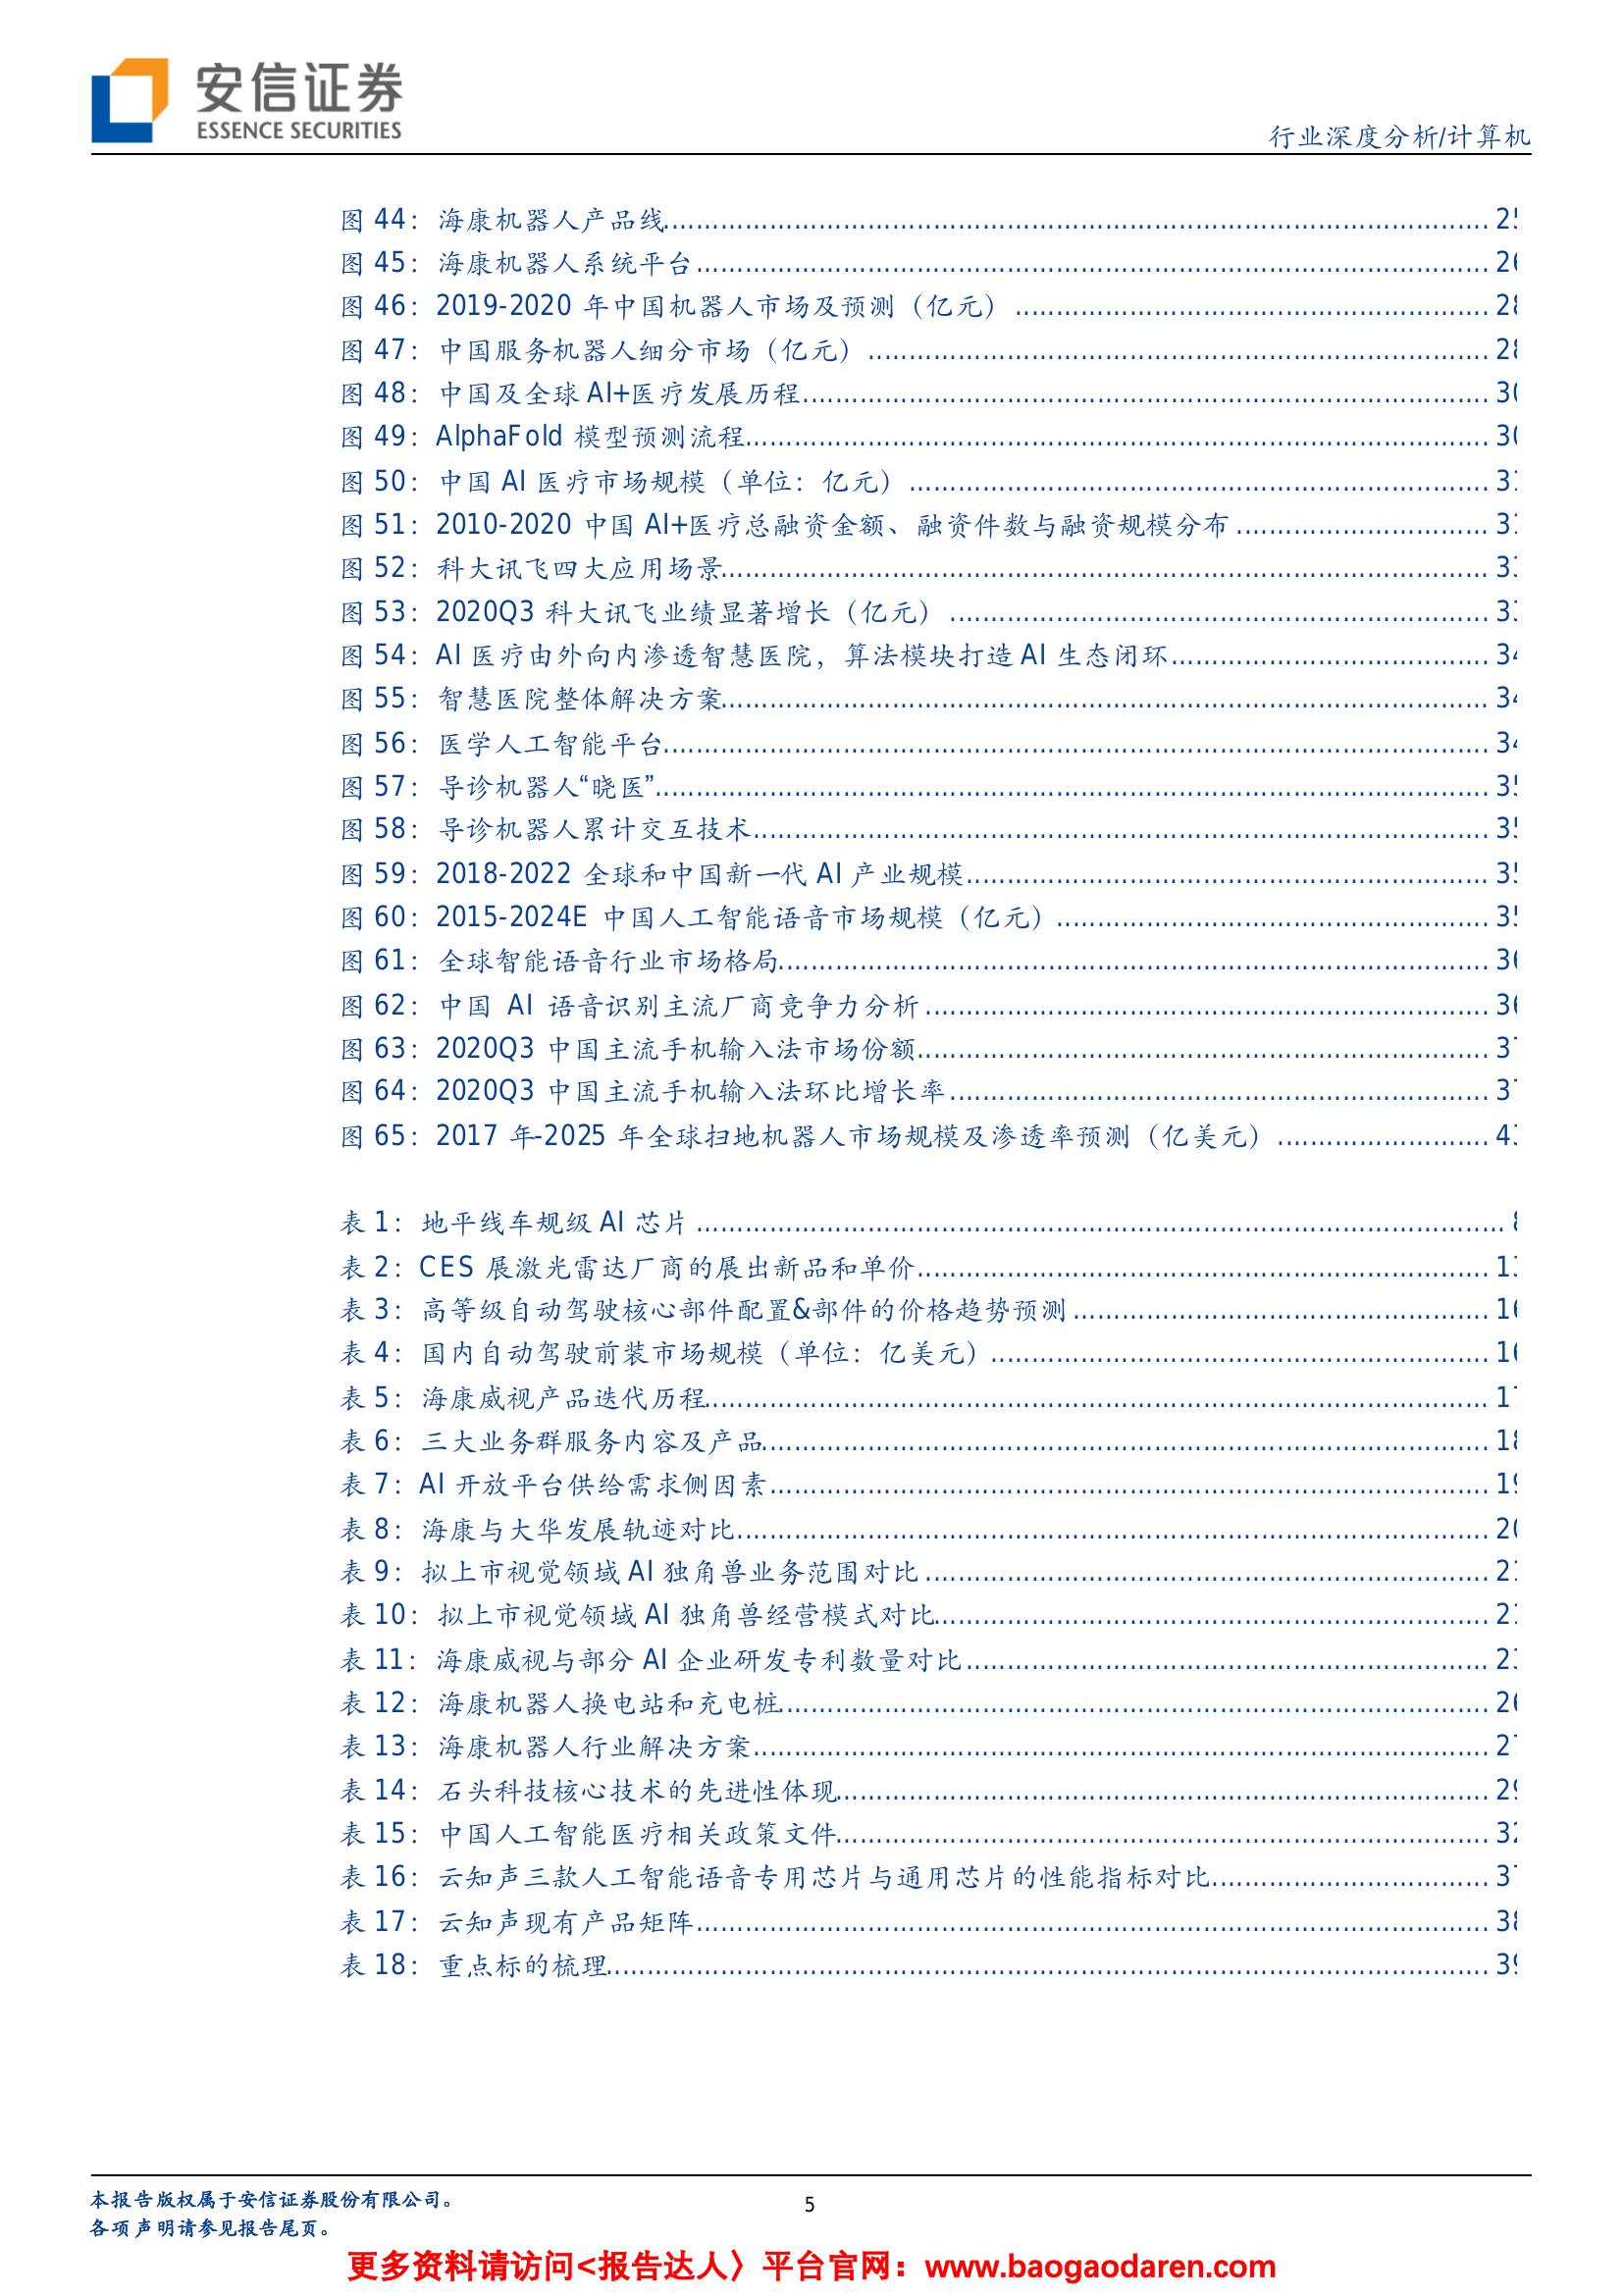 安信证券
ESSENCE SECURITIES
行业深度分析/计算机
图 44：海康机器人产品线........................ 25
图 45：海康机器人系统平台........................ 26
图 46：2019-2020 年中国机器人市场及预测（亿元）........................ 28
图 47：中国服务机器人细分市场（亿元）........................ 28
图 48：中国及全球 AI+医疗发展历程........................ 30
图 49：AlphaFold 模型预测流程........................ 30
图 50：中国 AI 医疗市场规模（单位：亿元）........................
图 51：2010-2020 中国 AI+医疗总融资金额、融资件数与融资规模分布........................
图 52：科大讯飞四大应用场景........................
图 53：2020Q3 科大讯飞业绩显著增长（亿元）........................
图 54：AI 医疗由外向内渗透智慧医院，算法模块打造 AI 生态闭环........................ 34
图 55：智慧医院整体解决方案........................ 34
图 56：医学人工智能平台........................ 34
图 57：导诊机器人“晓医”........................ 35
图 58：导诊机器人累计交互技术........................ 35
图 59：2018-2022 全球和中国新一代 AI 产业规模........................ 35
图 60：2015-2024E 中国人工智能语音市场规模（亿元）........................ 35
图 61：全球智能语音行业市场格局........................ 36
图 62：中国 AI 语音识别主流厂商竞争力分析........................ 36
图 63：2020Q3 中国主流手机输入法市场份额........................ 37
图 64：2020Q3 中国主流手机输入法环比增长率........................ 37
图 65：2017 年-2025 年全球扫地机器人市场规模及渗透率预测（亿美元）........................
表 1：地平线车规级 AI 芯片........................ 8
表 2：CES 展激光雷达厂商的展出新品和单价........................
表 3：高等级自动驾驶核心部件配置&部件的价格趋势预测........................ 16
表 4：国内自动驾驶前装市场规模（单位：亿美元）........................ 16
表 5：海康威视产品迭代历程........................ 17
表 6：三大业务群服务内容及产品........................ 18
表 7：AI 开放平台供给需求侧因素........................ 19
表 8：海康与大华发展轨迹对比........................ 20
表 9：拟上市视觉领域 AI 独角兽业务范围对比........................
表 10：拟上市视觉领域 AI 独角兽经营模式对比........................
表 11：海康威视与部分 AI 企业研发专利数量对比........................
表 12：海康机器人换电站和充电桩........................ 26
表 13：海康机器人行业解决方案........................ 27
表 14：石头科技核心技术的先进性体现........................ 29
表 15：中国人工智能医疗相关政策文件........................ 32
表 16：云知声三款人工智能语音专用芯片与通用芯片的性能指标对比........................ 37
表 17：云知声现有产品矩阵........................ 38
表 18：重点标的梳理........................ 39
本报告版权属于安信证券股份有限公司。
5
各项声明请参见报告尾页。
更多资料请访问<报告达人〉平台官网：www.baogaodaren.com